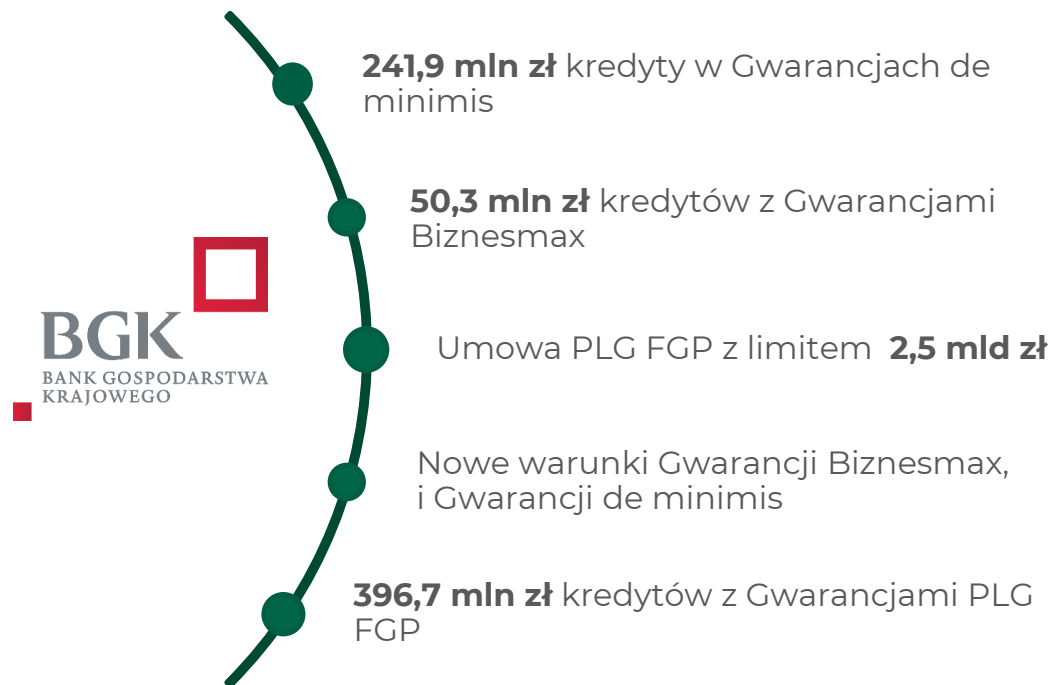 241,9 mln zł kredyty w Gwarancjach de
minimis
50,3 mln zł kredytów z Gwarancjami
Biznesmax
BGK
BANK GOSPODARSTWA
KRAJOWEGO
Umowa PLG FGP z limitem 2,5 mld zł
Nowe warunki Gwarancji Biznesmax,
i Gwarancji de minimis
396,7 mln zł kredytów z Gwarancjami PLG
FGP